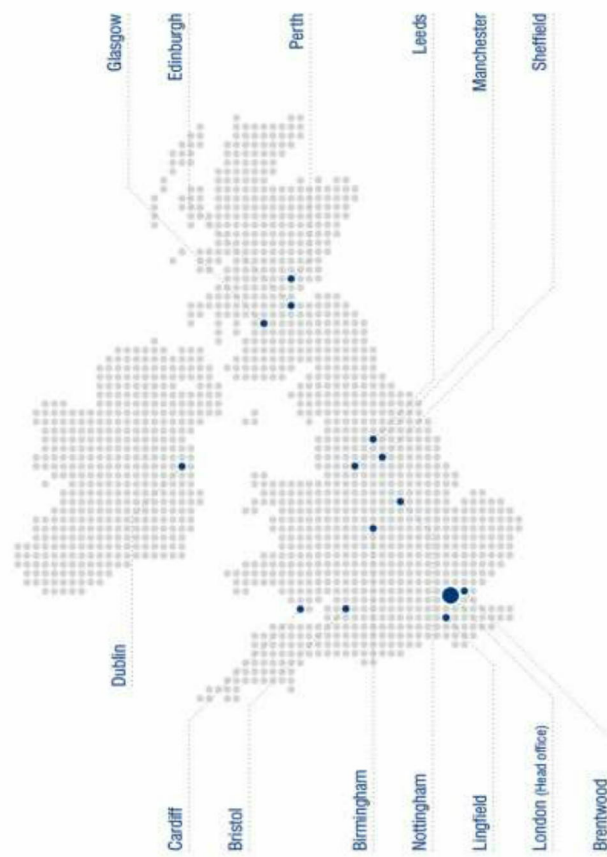 Glasgow
Edinburgh
Perth
Leeds
Manchester
Sheffield
Dublin
Cardiff
Bristol
Birmingham
Nottingham
Lingfield
London (Head office)
Brentwood